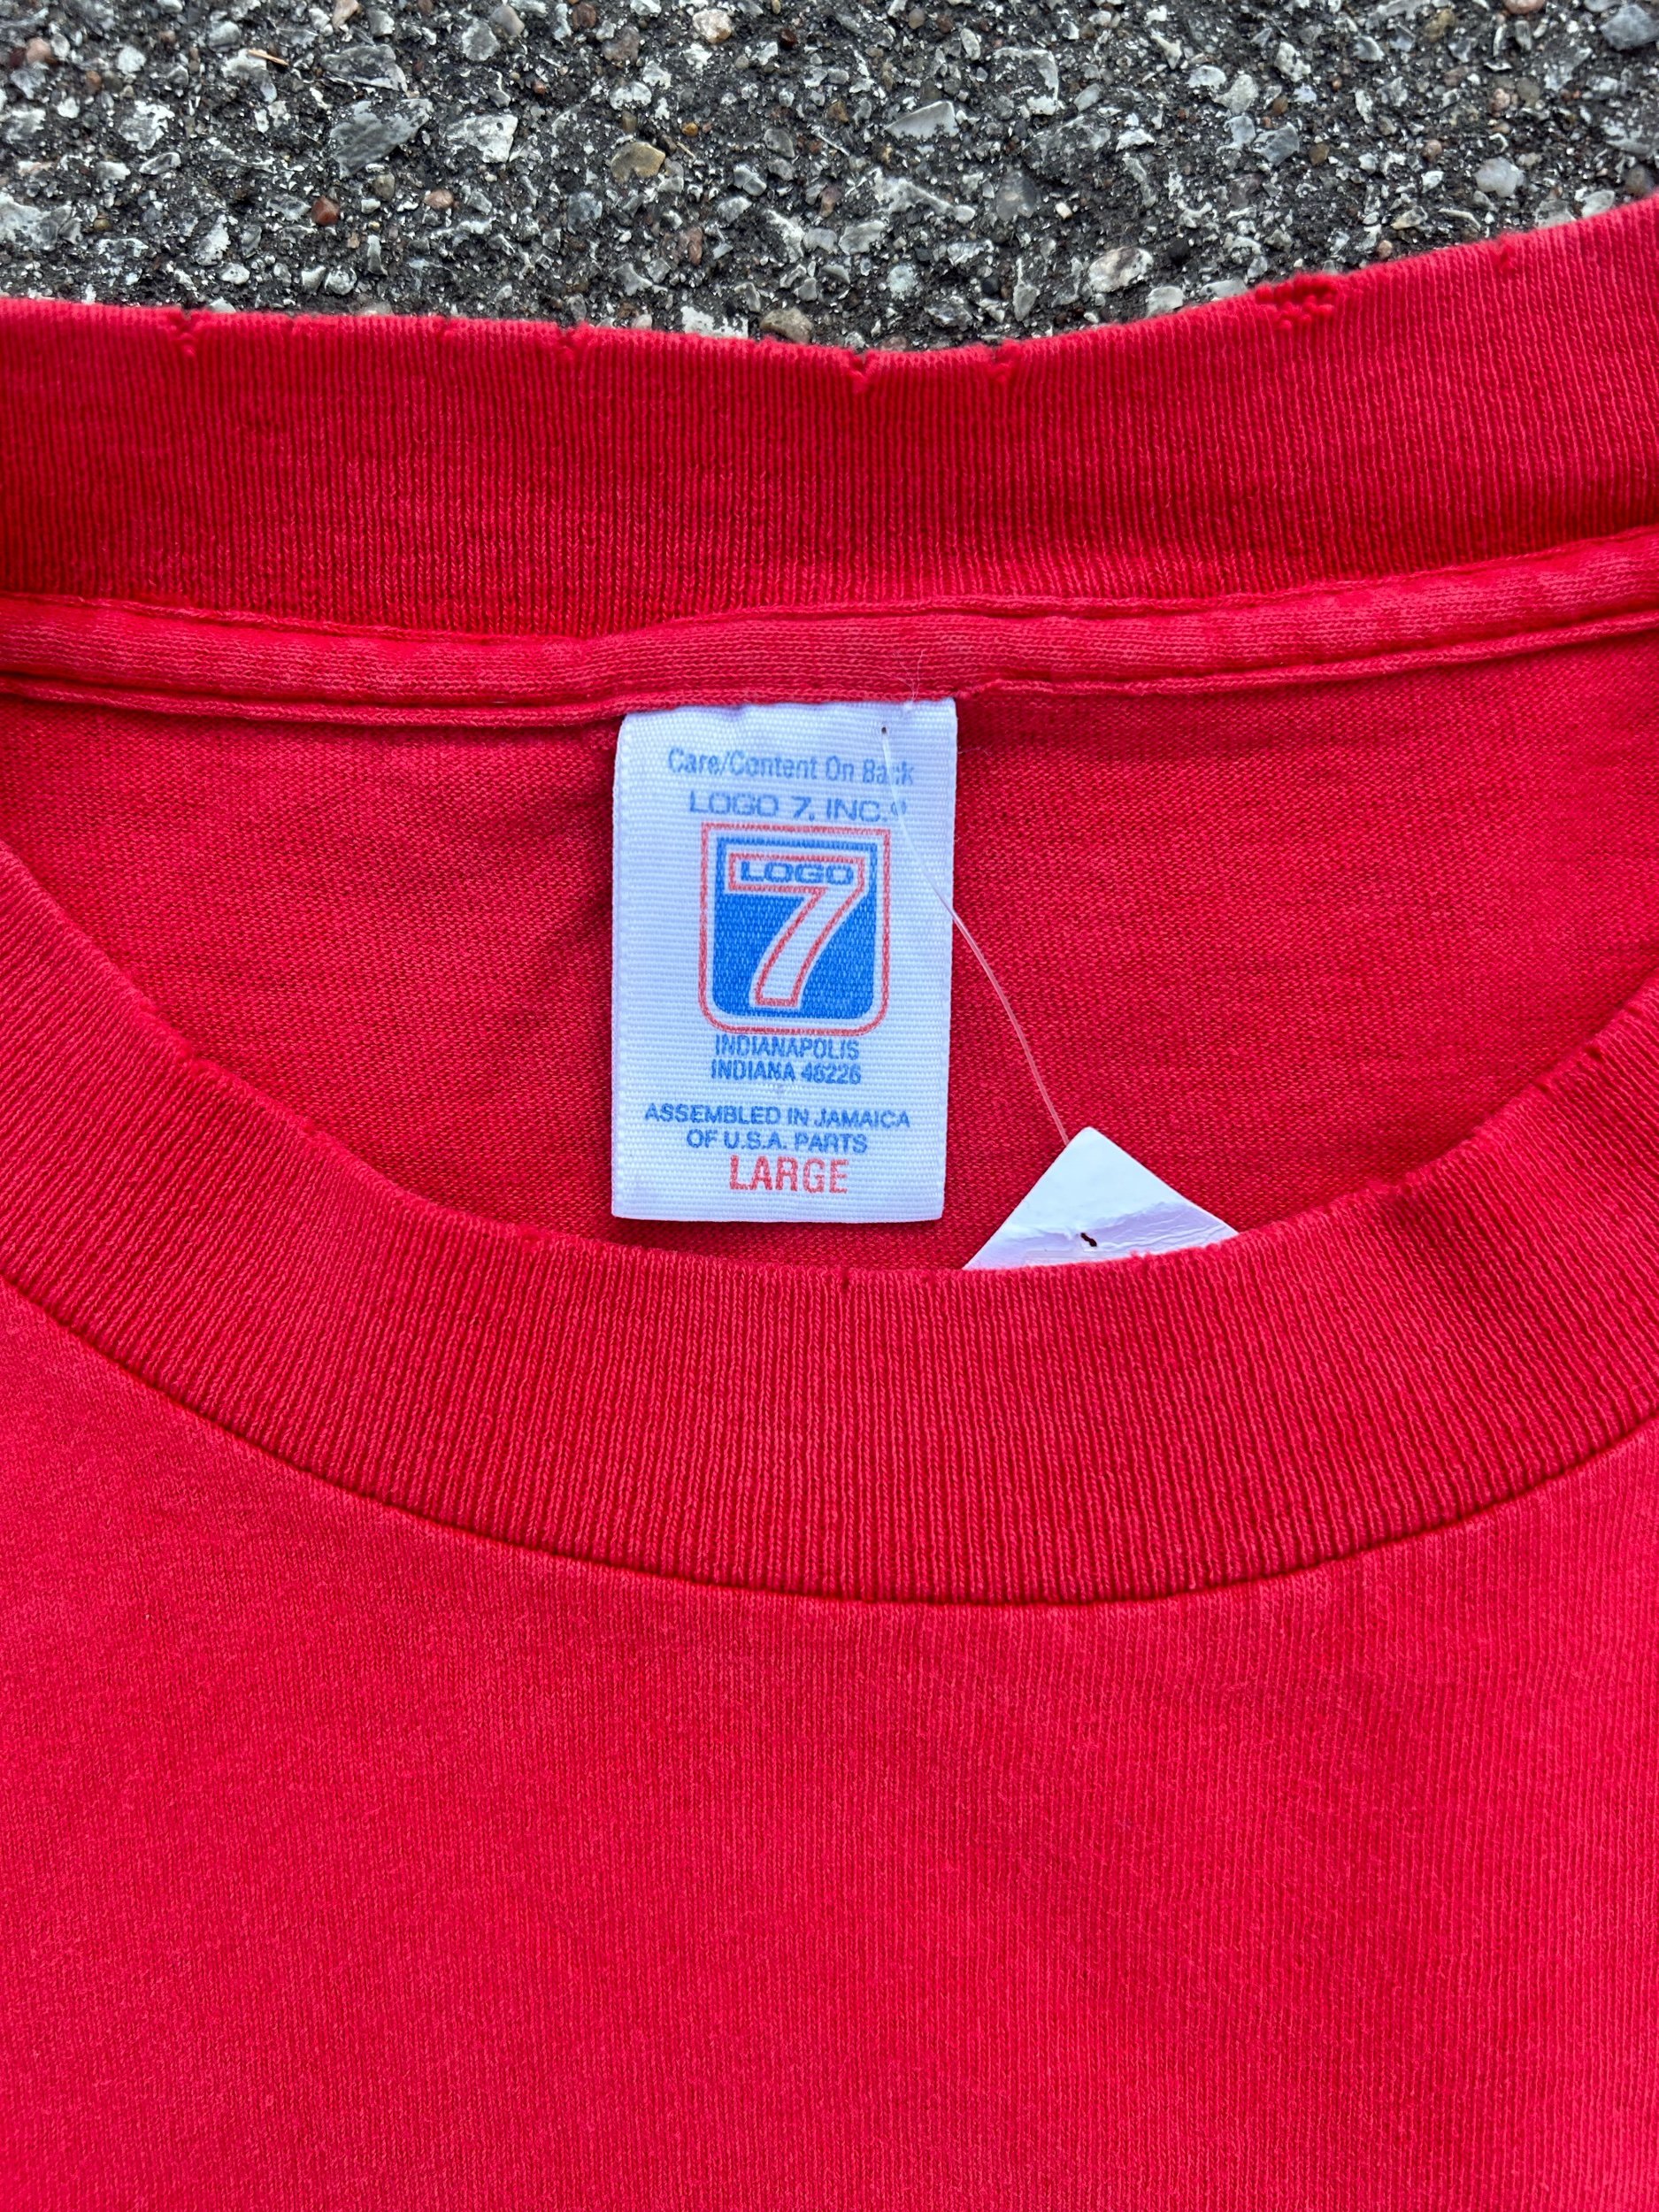 Care/Content On Back
LOGO 7, INC.®
LOGO
7
INDIANAPOLIS
INDIANA 46226
ASSEMBLED IN JAMAICA
OF U.S.A. PARTS
LARGE